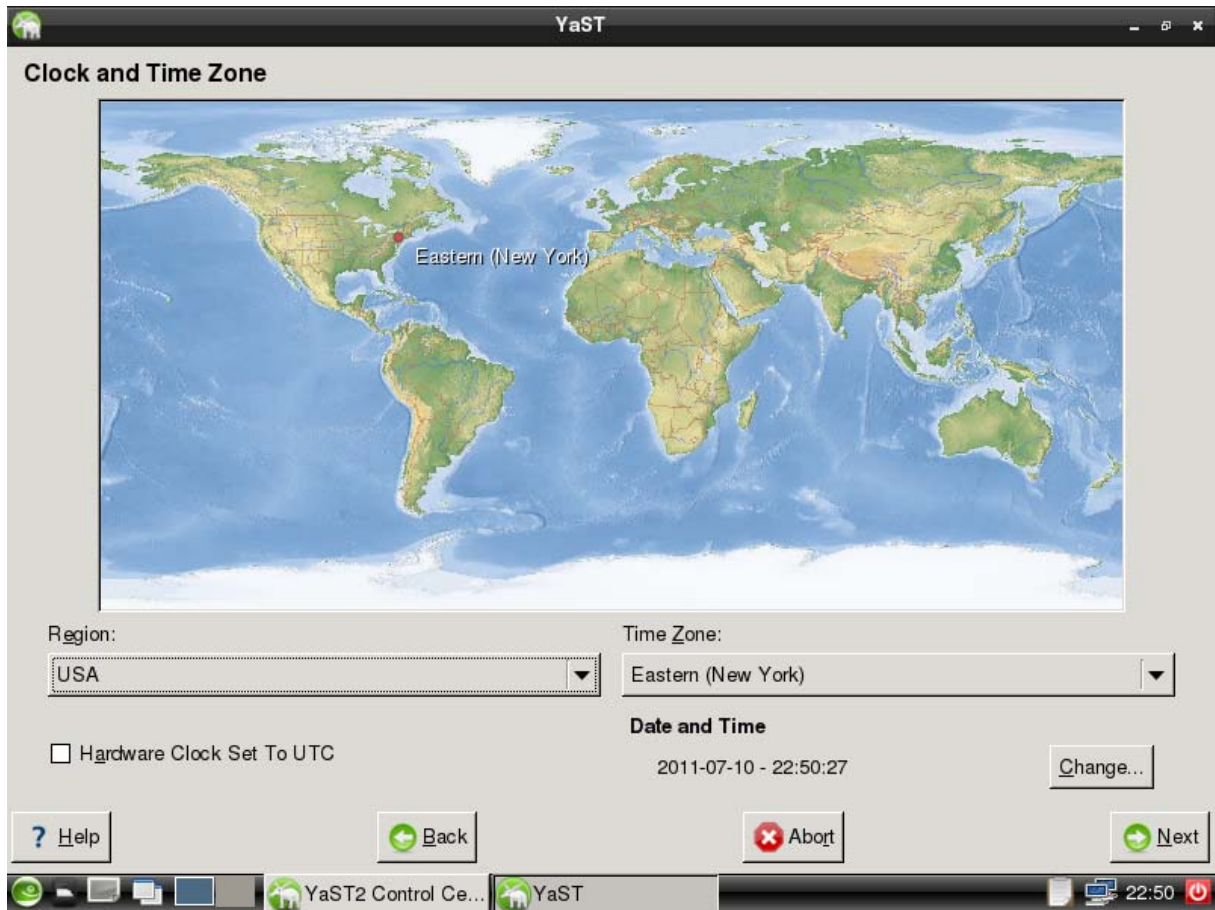 YaST
Clock and Time Zone
Eastern (New York)
Region:
Time Zone:
USA
Eastern (New York)
Date and Time
Hardware Clock Set To UTC
2011-07-10 - 22:50:27
Change...
? Help
Back
Abort
Next
YaST2 Control Ce...
YaST
22:50